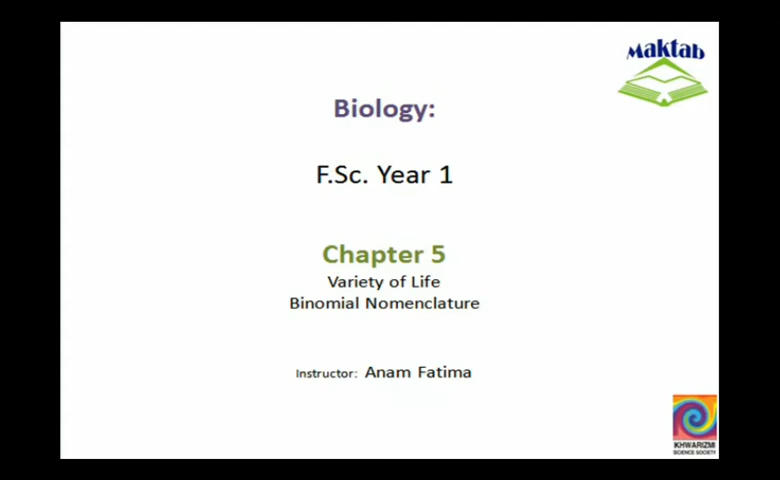 Maktab
Biology:
F.Sc. Year 1
Chapter 5
Variety of Life
Binomial Nomenclature
Instructor: Anam Fatima
KHWARIZMI
SCIENCE SOCIETY